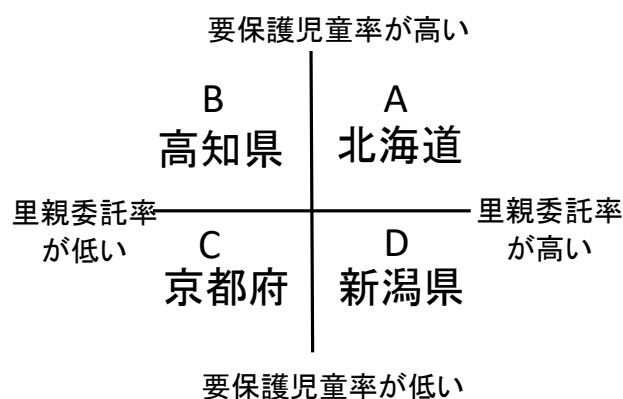 要保護児童率が高い
B
A
高知県
北海道
里親委託率
が低い
里親委託率
が高い
C
D
京都府
新潟県
要保護児童率が低い